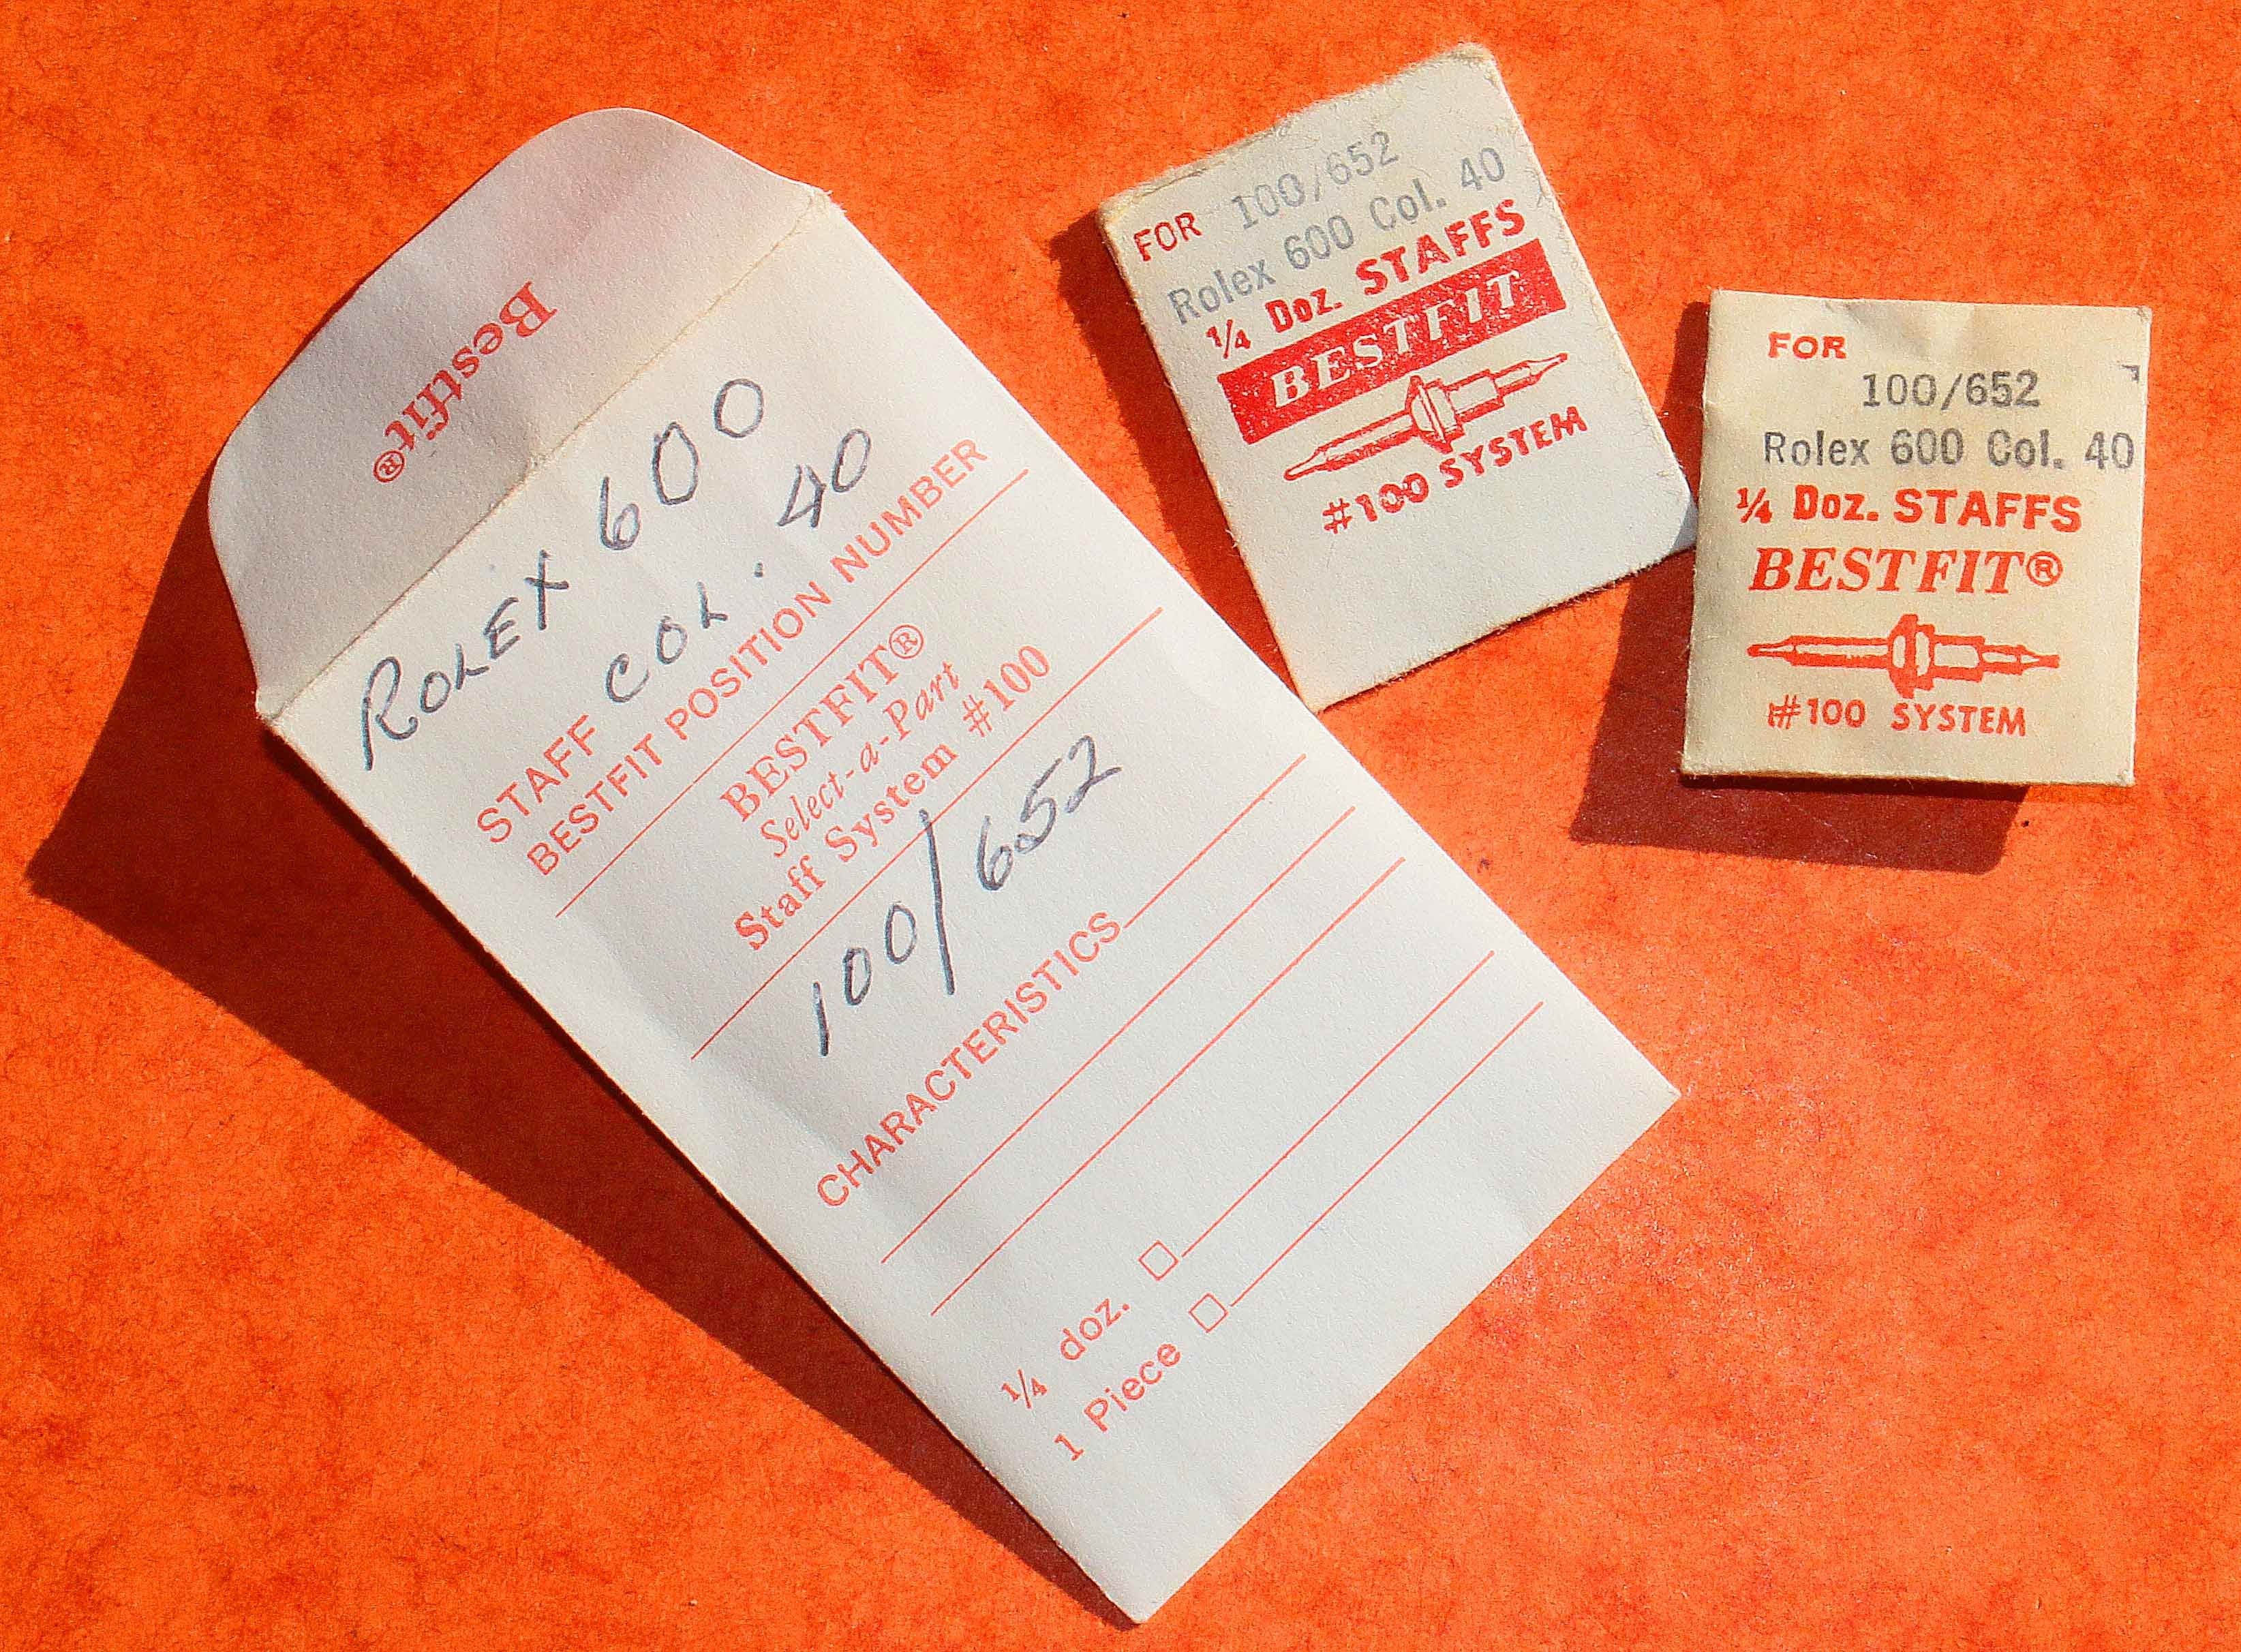 Bestfit®
ROLEX 600
STAFF COL. 40
BESTFIT POSITION NUMBER
BESTFIT®
Select-a-Part
Staff System #100
100/652
CHARACTERISTICS
1/4 doz.
1 Piece
FOR 100/652
Rolex 600 Col. 40
1/4 Doz. STAFFS
BESTFIT
#100 SYSTEM
FOR
100/652
Rolex 600 Col. 40
1/4 Doz. STAFFS
BESTFIT®
#100 SYSTEM